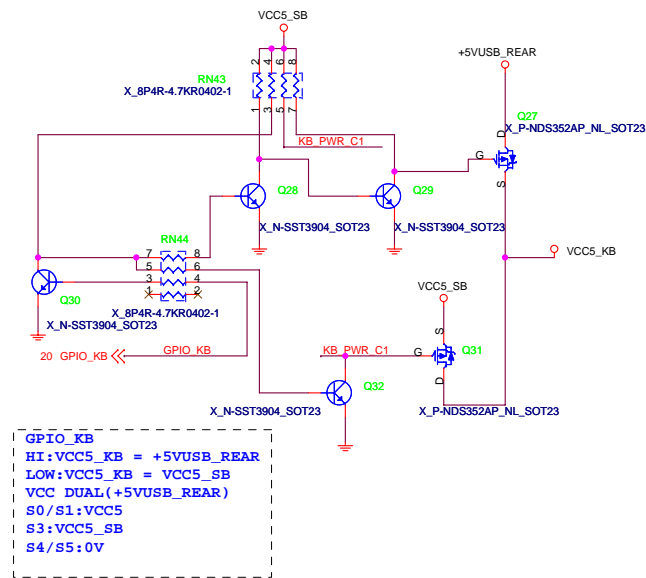 VCC5_SB
+5VUSB_REAR
RN43
2 4 6 8
X_8P4R-4.7KR0402-1
1 3 5 7
Q27
D
X_P-NDS352AP_NL_SOT23
KB_PWR_C1
G
S
Q28
Q29
X_N-SST3904_SOT23
X_N-SST3904_SOT23
RN44
7 8
5 6
3 4
1 2
VCC5_KB
Q30
X_8P4R-4.7KR0402-1
X_N-SST3904_SOT23
VCC5_SB
S
20 GPIO_KB
GPIO_KB
KB_PWR_C1
G
Q31
D
Q32
X_N-SST3904_SOT23
X_P-NDS352AP_NL_SOT23
GPIO_KB
HI:VCC5_KB = +5VUSB_REAR
LOW:VCC5_KB = VCC5_SB
VCC DUAL(+5VUSB_REAR)
S0/S1:VCC5
S3:VCC5_SB
S4/S5:0V